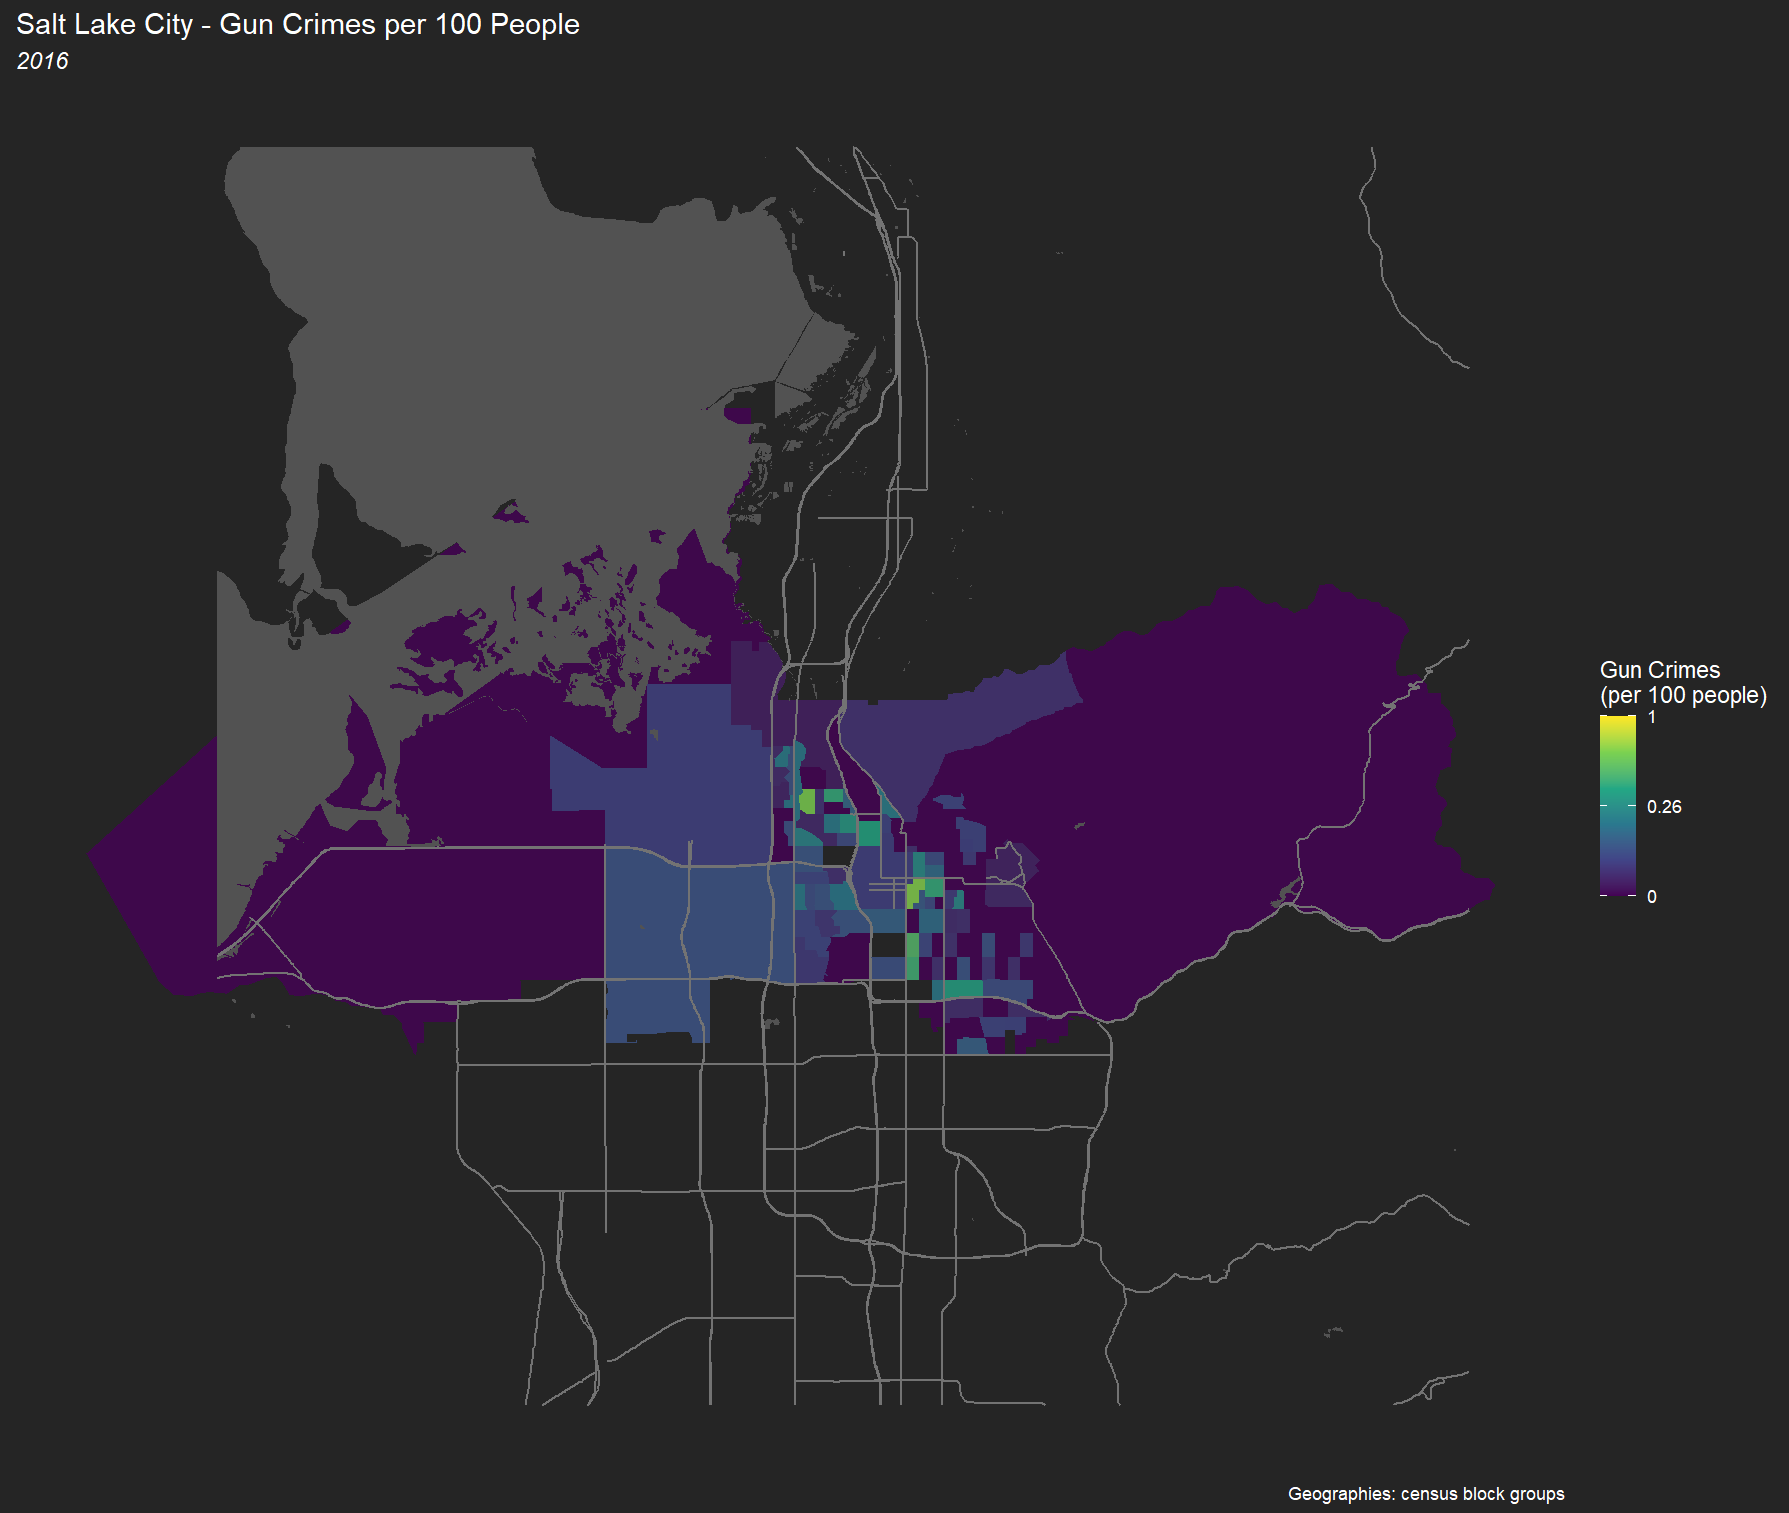 Salt Lake City - Gun Crimes per 100 People
2016
Gun Crimes
(per 100 people)
1
0.26
0
Geographies: census block groups